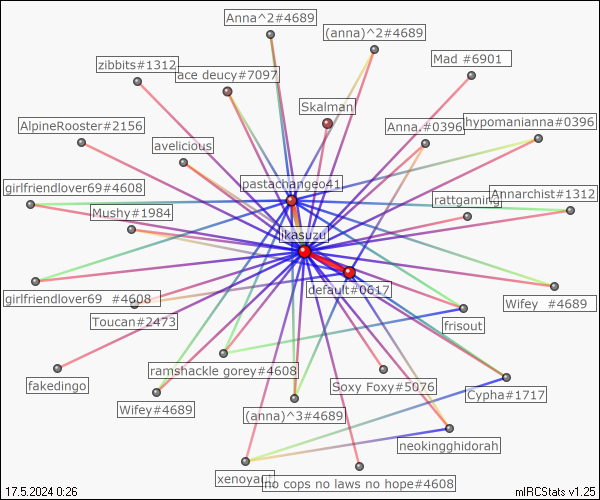 Anna^2#4689
(anna)^2#4689
Mad #6901
zibbits#1312
ace deucy#7097
Skalman
AlpineRooster#2156
Anna.#0396
hypomanianna#0396
avelicious
pastachangeo41
girlfriendlover69#4608
rattgaming
Annarchist#1312
Mushy#1984
ikasuzu
default#0617
girlfriendlover69 #4608
Wifey #4689
Toucan#2473
frisout
ramshackle gorey#4608
fakedingo
Soxy Foxy#5076
Cypha#1717
Wifey#4689
(anna)^3#4689
neokingghidorah
no cops no laws no hope#4608
17.5.2024 0:26
mIRCStats v1.25